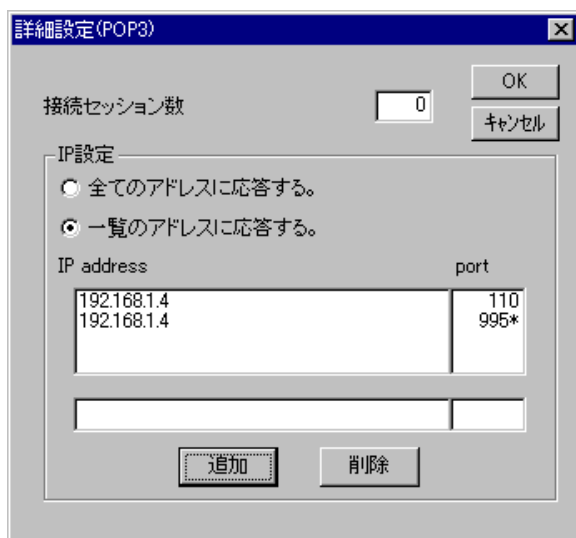 詳細設定(POP3)
OK
接続セッション数 0
キャンセル
IP設定
全てのアドレスに応答する。
一覧のアドレスに応答する。
IP address port
192.168.1.4 110
192.168.1.4 995*
追加 削除